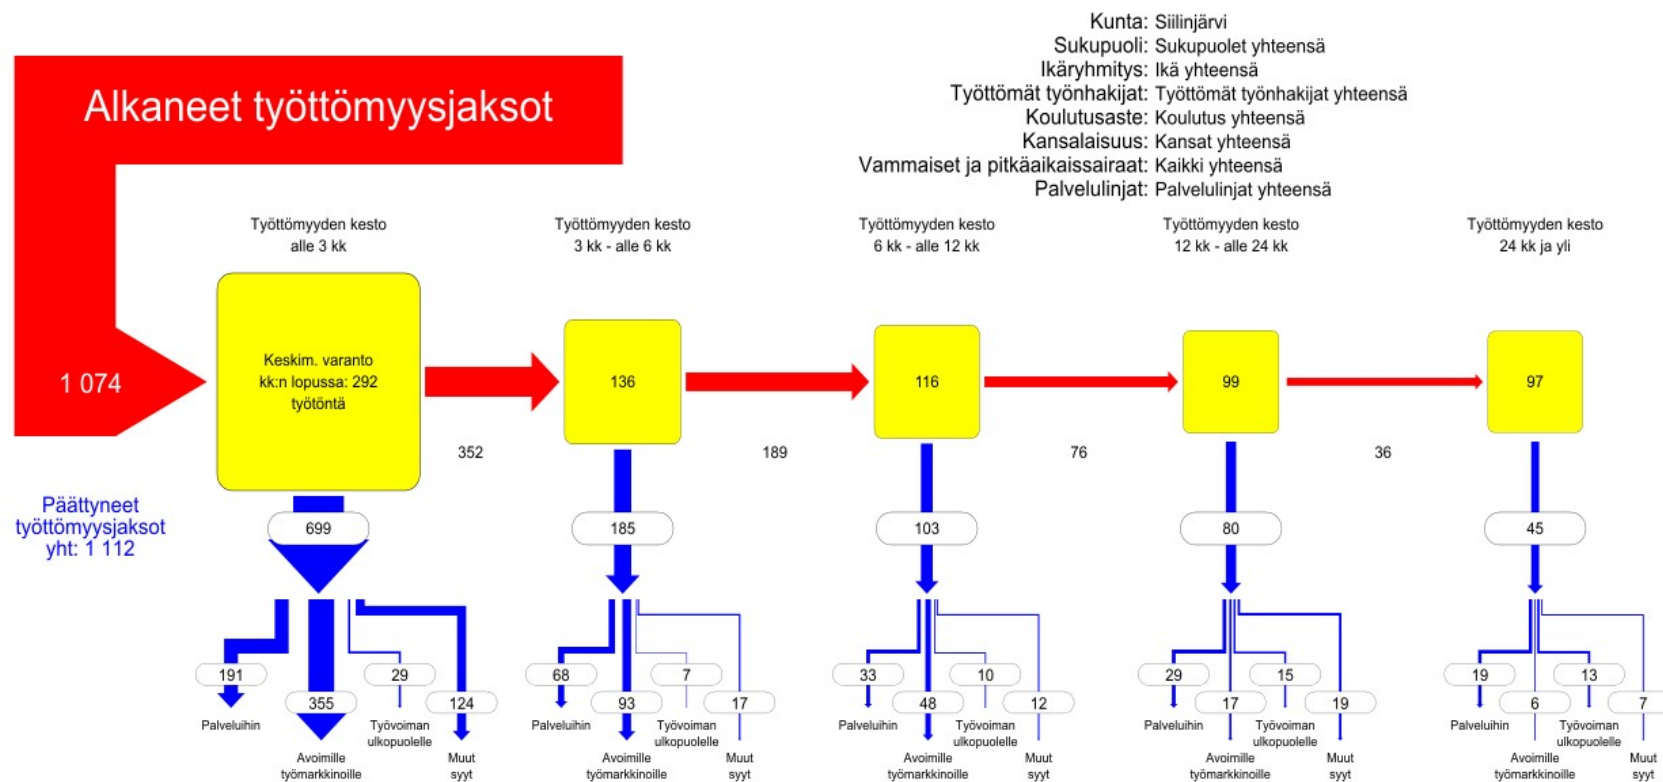 Kunta: Siilinjärvi
Sukupuoli: Sukupuolet yhteensä
Ikäryhmitys: Ikä yhteensä
Työttömät työnhakijat: Työttömät työnhakijat yhteensä
Koulutusaste: Koulutus yhteensä
Kansalaisuus: Kansat yhteensä
Vammaiset ja pitkäaikaissairaat: Kaikki yhteensä
Palvelulinjat: Palvelulinjat yhteensä
Alkaneet työttömyysjaksot
1 074
Työttömyyden kesto
alle 3 kk
Työttömyyden kesto
3 kk - alle 6 kk
Työttömyyden kesto
6 kk - alle 12 kk
Työttömyyden kesto
12 kk - alle 24 kk
Työttömyyden kesto
24 kk ja yli
Keskim. varanto
kk:n lopussa: 292
työtöntä
136
116
99
97
352
189
76
36
Päättyneet
työttömyysjaksot
yht: 1 112
699
185
103
80
45
191
355
29
124
Palveluihin
Avoimille
työmarkkinoille
Työvoiman
ulkopuolelle
Muut
syyt
68
93
7
17
Palveluihin
Avoimille
työmarkkinoille
Työvoiman
ulkopuolelle
Muut
syyt
33
48
10
12
Palveluihin
Avoimille
työmarkkinoille
Työvoiman
ulkopuolelle
Muut
syyt
29
17
15
19
Palveluihin
Avoimille
työmarkkinoille
Työvoiman
ulkopuolelle
Muut
syyt
19
6
13
7
Palveluihin
Avoimille
työmarkkinoille
Työvoiman
ulkopuolelle
Muut
syyt